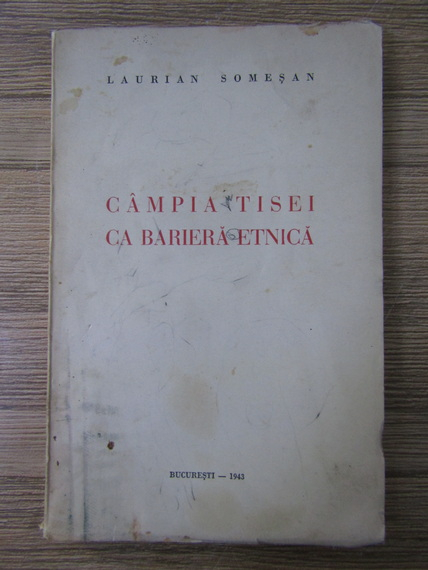 LAURIAN SOMEȘAN
CÂMPIA TISEI
CA BARIERĂ ETNICĂ
BUCUREȘTI — 1943